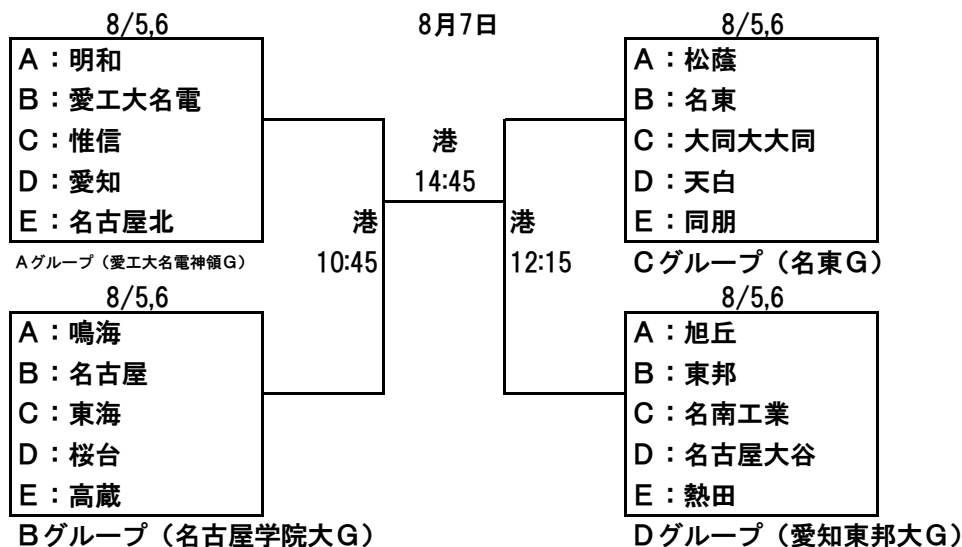 8/5,6
A：明和
B：愛工大名電
C：惟信
D：愛知
E：名古屋北
Aグループ（愛工大名電神領G）
8/5,6
A：鳴海
B：名古屋
C：東海
D：桜台
E：高蔵
Bグループ（名古屋学院大G）
8月7日
港
14:45
港
10:45
港
12:15
8/5,6
A：松蔭
B：名東
C：大同大大同
D：天白
E：同朋
Cグループ（名東G）
8/5,6
A：旭丘
B：東邦
C：名南工業
D：名古屋大谷
E：熱田
Dグループ（愛知東邦大G）